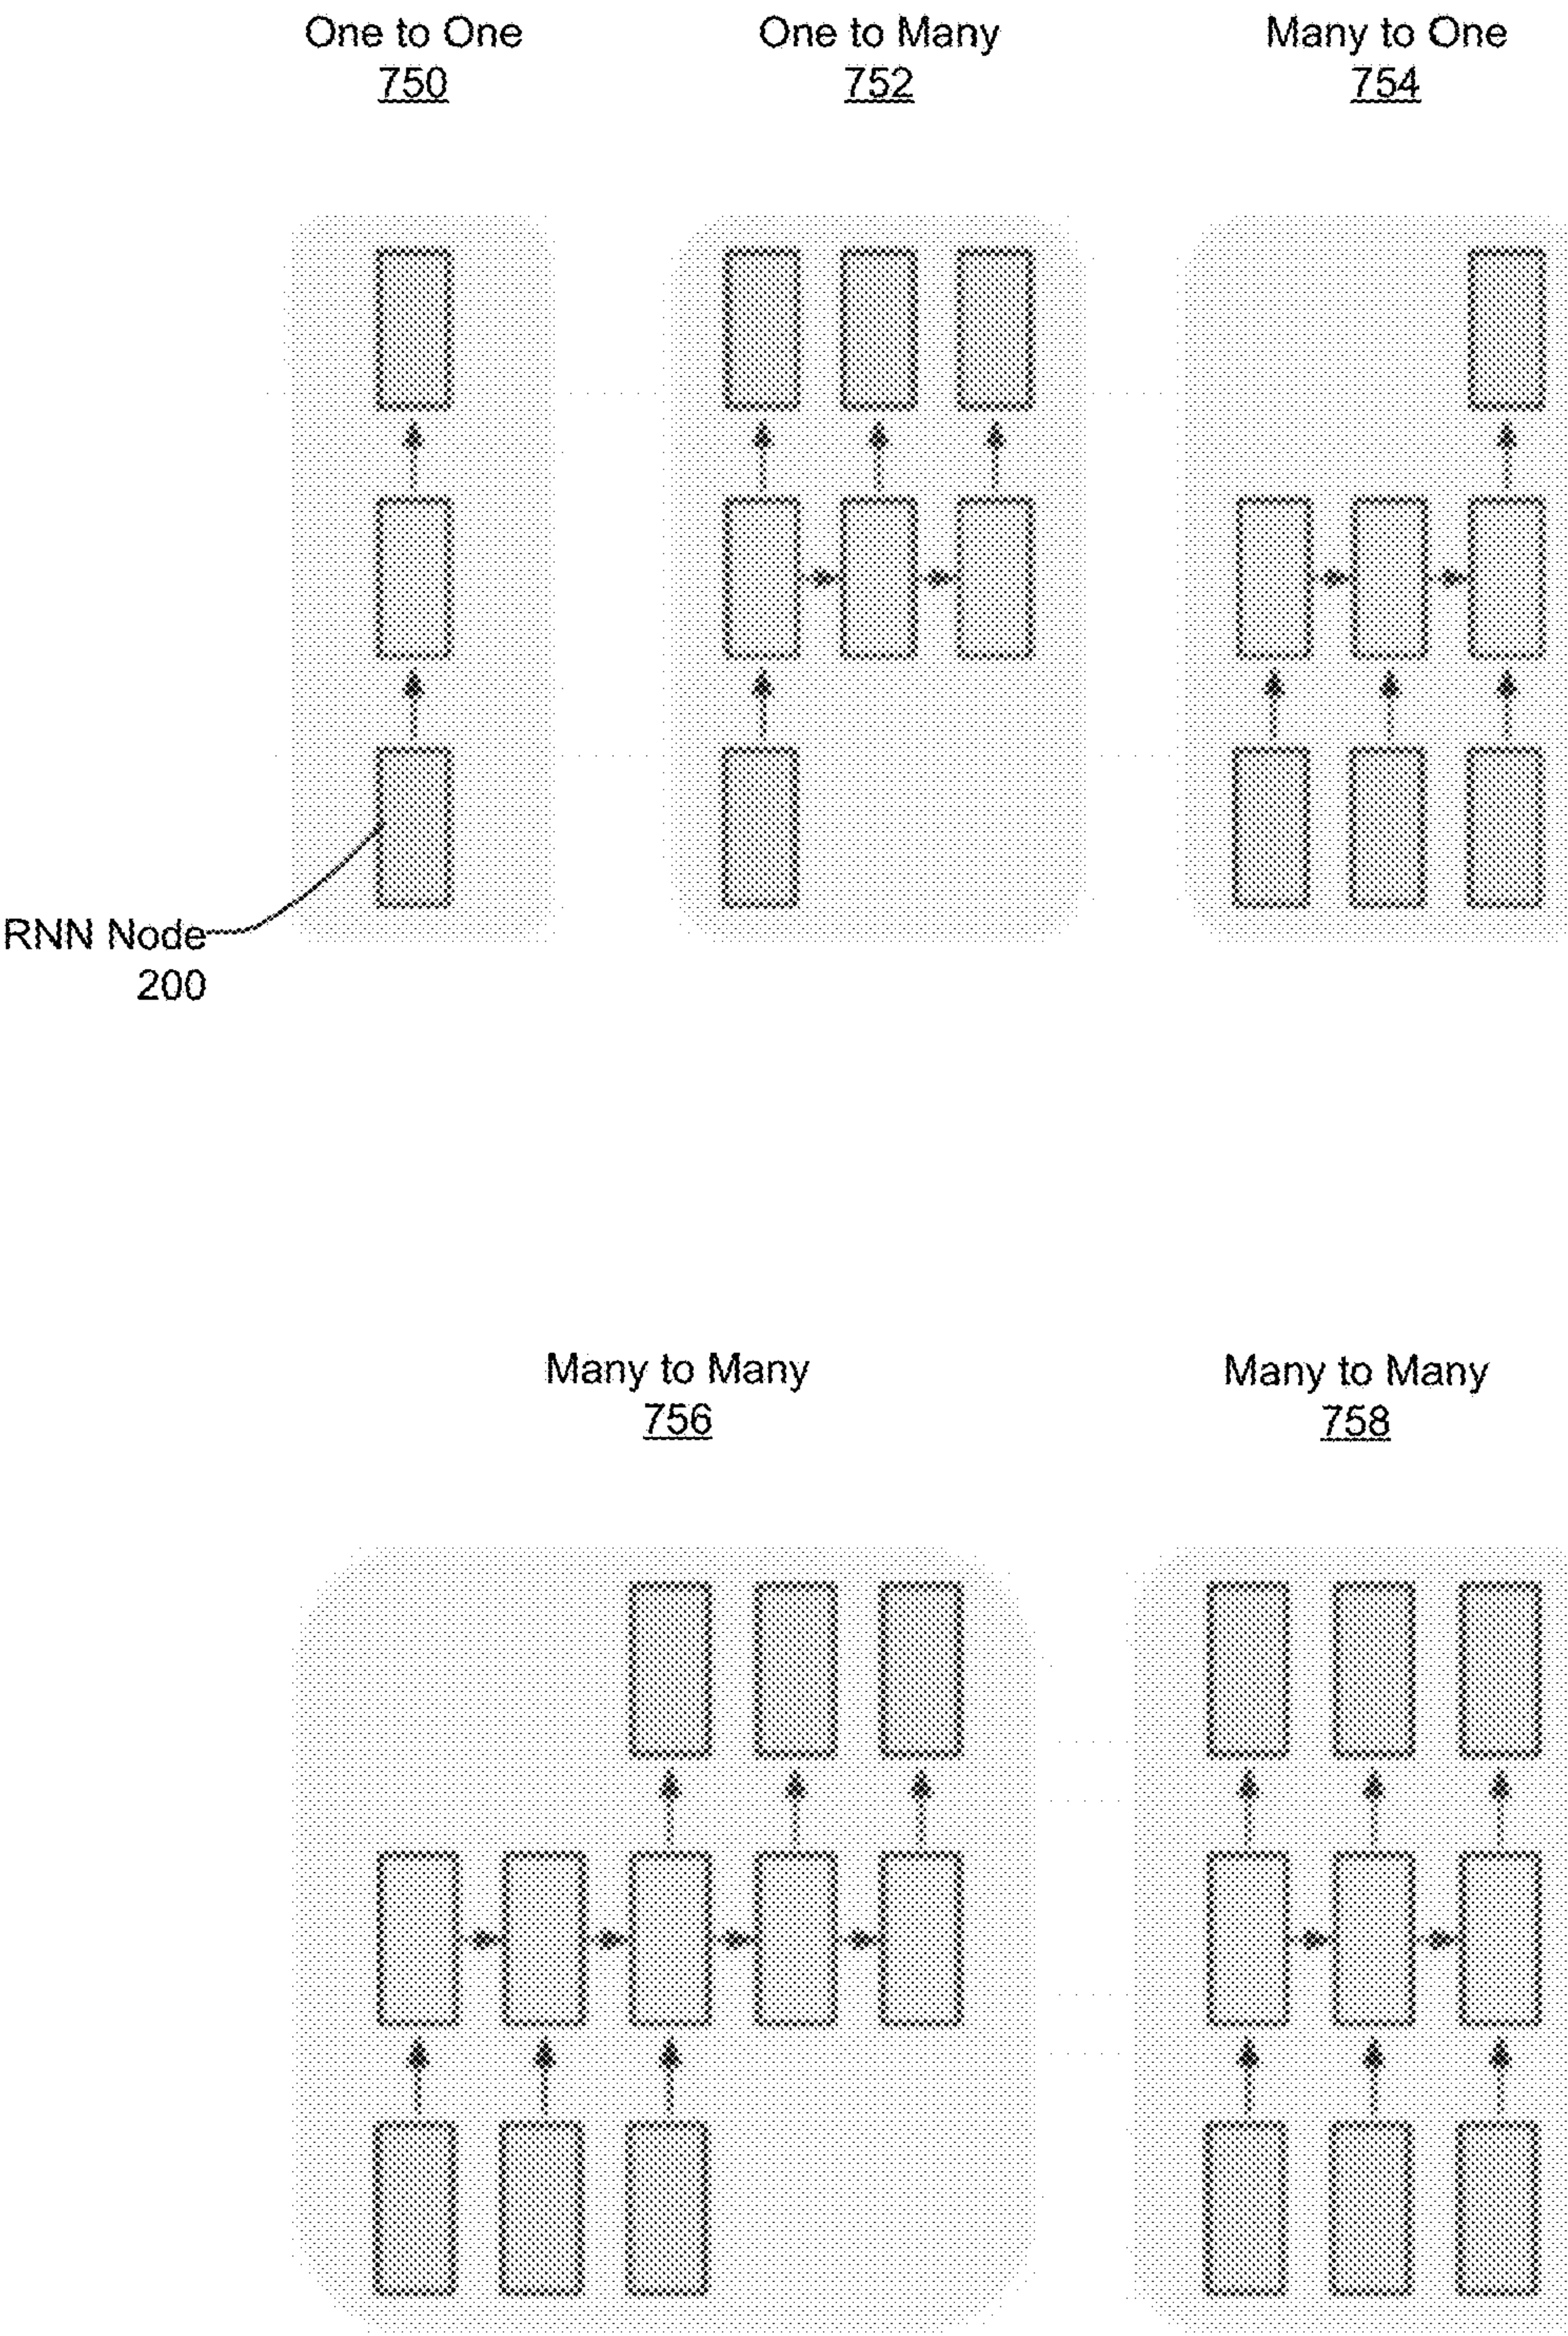 One to One
750
One to Many
752
Many to One
754
RNN Node
200
Many to Many
756
Many to Many
758